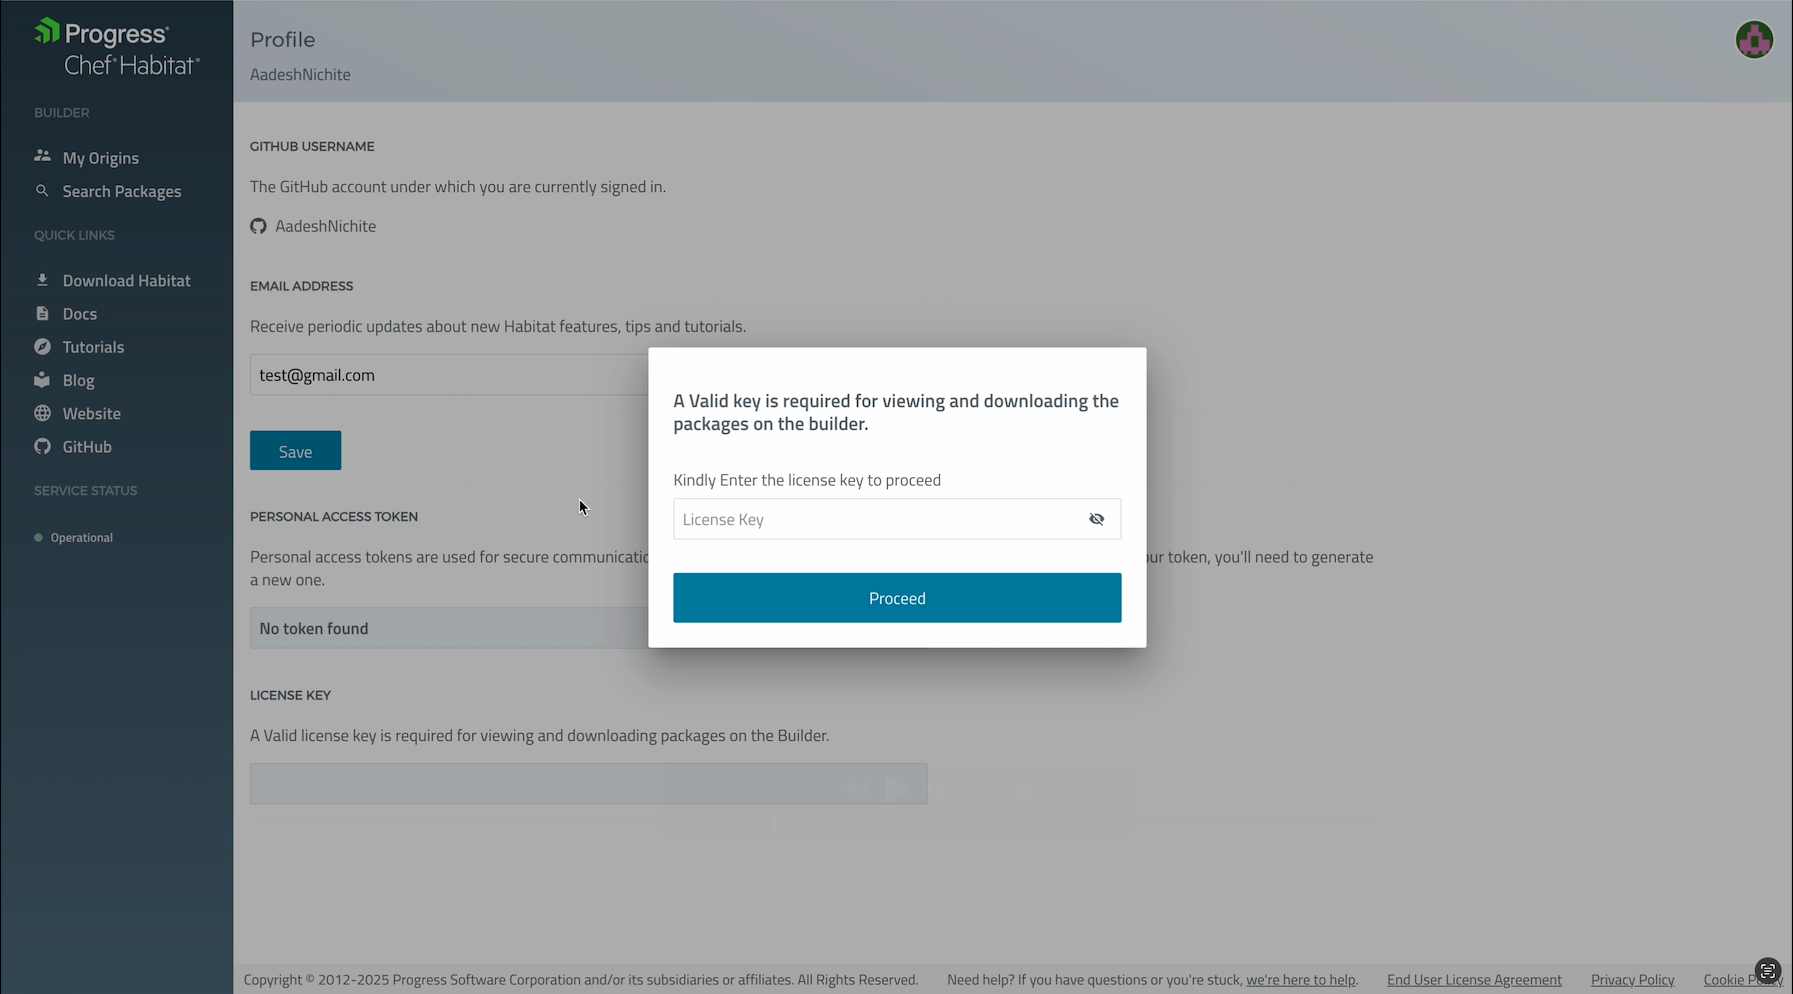 Progress®
Chef® Habitat®
BUILDER
My Origins
Search Packages
QUICK LINKS
Download Habitat
Docs
Tutorials
Blog
Website
GitHub
SERVICE STATUS
Operational
Profile
AadeshNichite
GITHUB USERNAME
The GitHub account under which you are currently signed in.
AadeshNichite
EMAIL ADDRESS
Receive periodic updates about new Habitat features, tips and tutorials.
test@gmail.com
Save
PERSONAL ACCESS TOKEN
Personal access tokens are used for secure ur token, you'll need to generate
a new one.
No token found
LICENSE KEY
A Valid license key is required for viewing and downloading packages on the Builder.
A Valid key is required for viewing and downloading the
packages on the builder.
Kindly Enter the license key to proceed
License Key
Proceed
Copyright © 2012-2025 Progress Software Corporation and/or its subsidiaries or affiliates. All Rights Reserved. Need help? If you have questions or you're stuck, we're here to help. End User License Agreement Privacy Policy Cookie